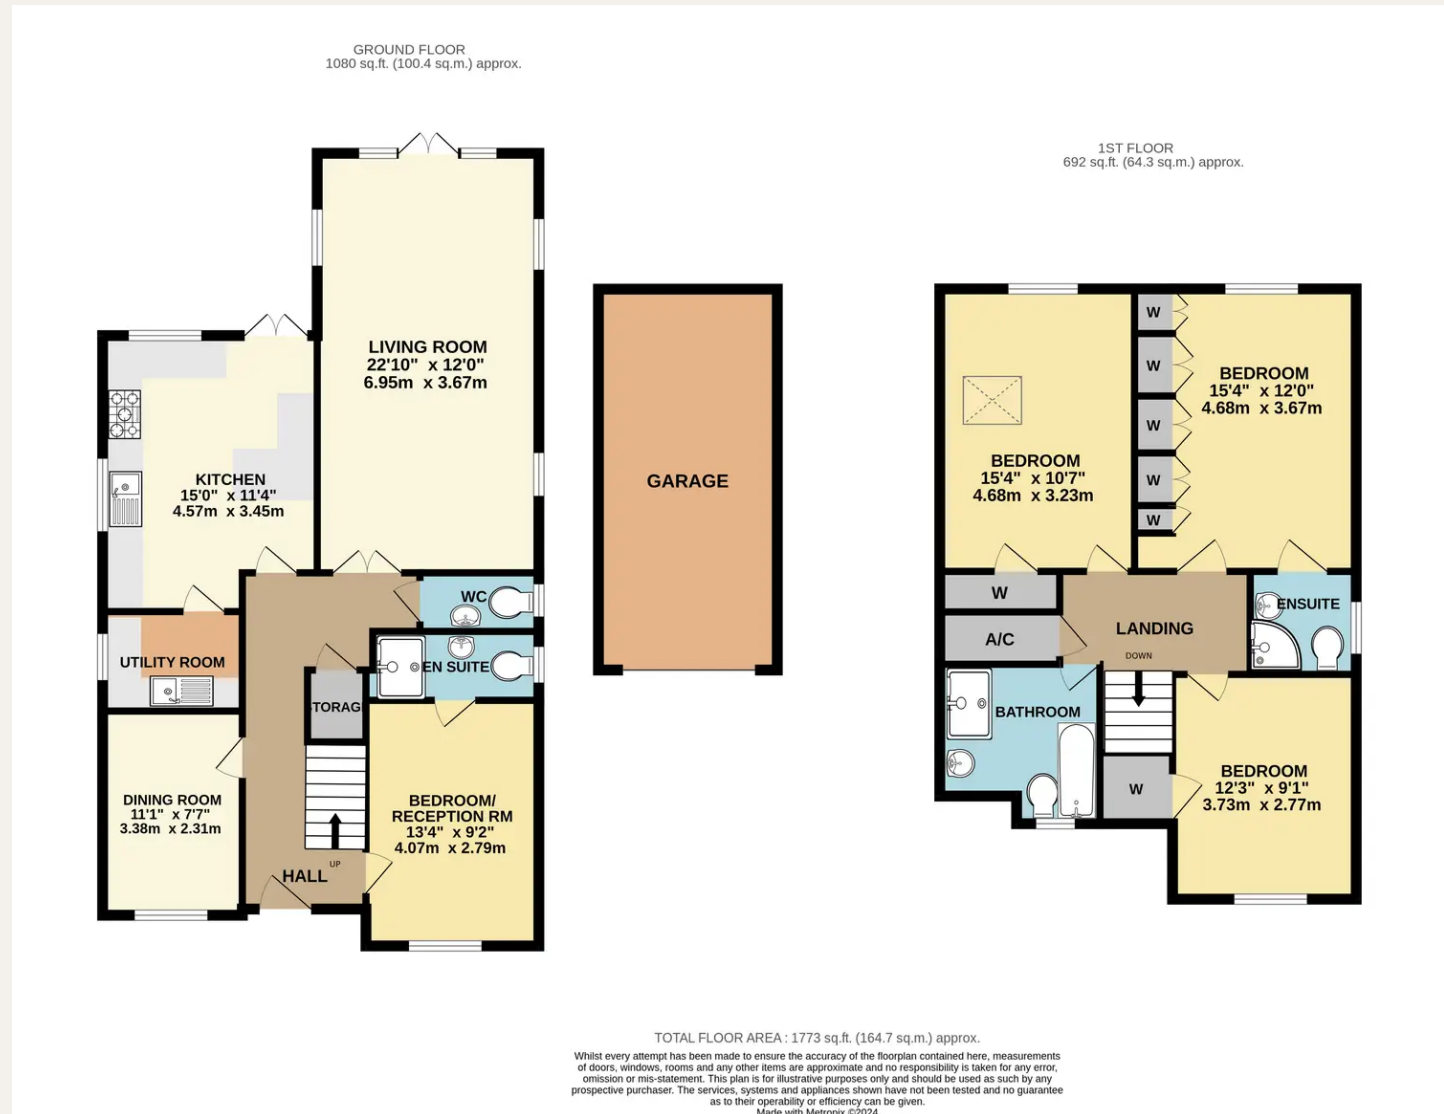 GROUND FLOOR
1080 sq.ft. (100.4 sq.m.) approx.
1ST FLOOR
692 sq.ft. (64.3 sq.m.) approx.
LIVING ROOM
22'10" x 12'0"
6.95m x 3.67m
KITCHEN
15'0" x 11'4"
4.57m x 3.45m
WC
EN SUITE
UTILITY ROOM
TORAG
DINING ROOM
11'1" x 7'7"
3.38m x 2.31m
BEDROOM/
RECEPTION RM
13'4" x 9'2"
4.07m x 2.79m
UP
HALL
GARAGE
W
W
W
W
W
BEDROOM
15'4" x 12'0"
4.68m x 3.67m
BEDROOM
15'4" x 10'7"
4.68m x 3.23m
W
A/C
LANDING
DOWN
ENSUITE
BATHROOM
W
BEDROOM
12'3" x 9'1"
3.73m x 2.77m
TOTAL FLOOR AREA : 1773 sq.ft. (164.7 sq.m.) approx.
Whilst every attempt has been made to ensure the accuracy of the floorplan contained here, measurements
of doors, windows, rooms and any other items are approximate and no responsibility is taken for any error,
omission or mis-statement. This plan is for illustrative purposes only and should be used as such by any
prospective purchaser. The services, systems and appliances shown have not been tested and no guarantee
as to their operability or efficiency can be given.
Made with Metropix ©2024